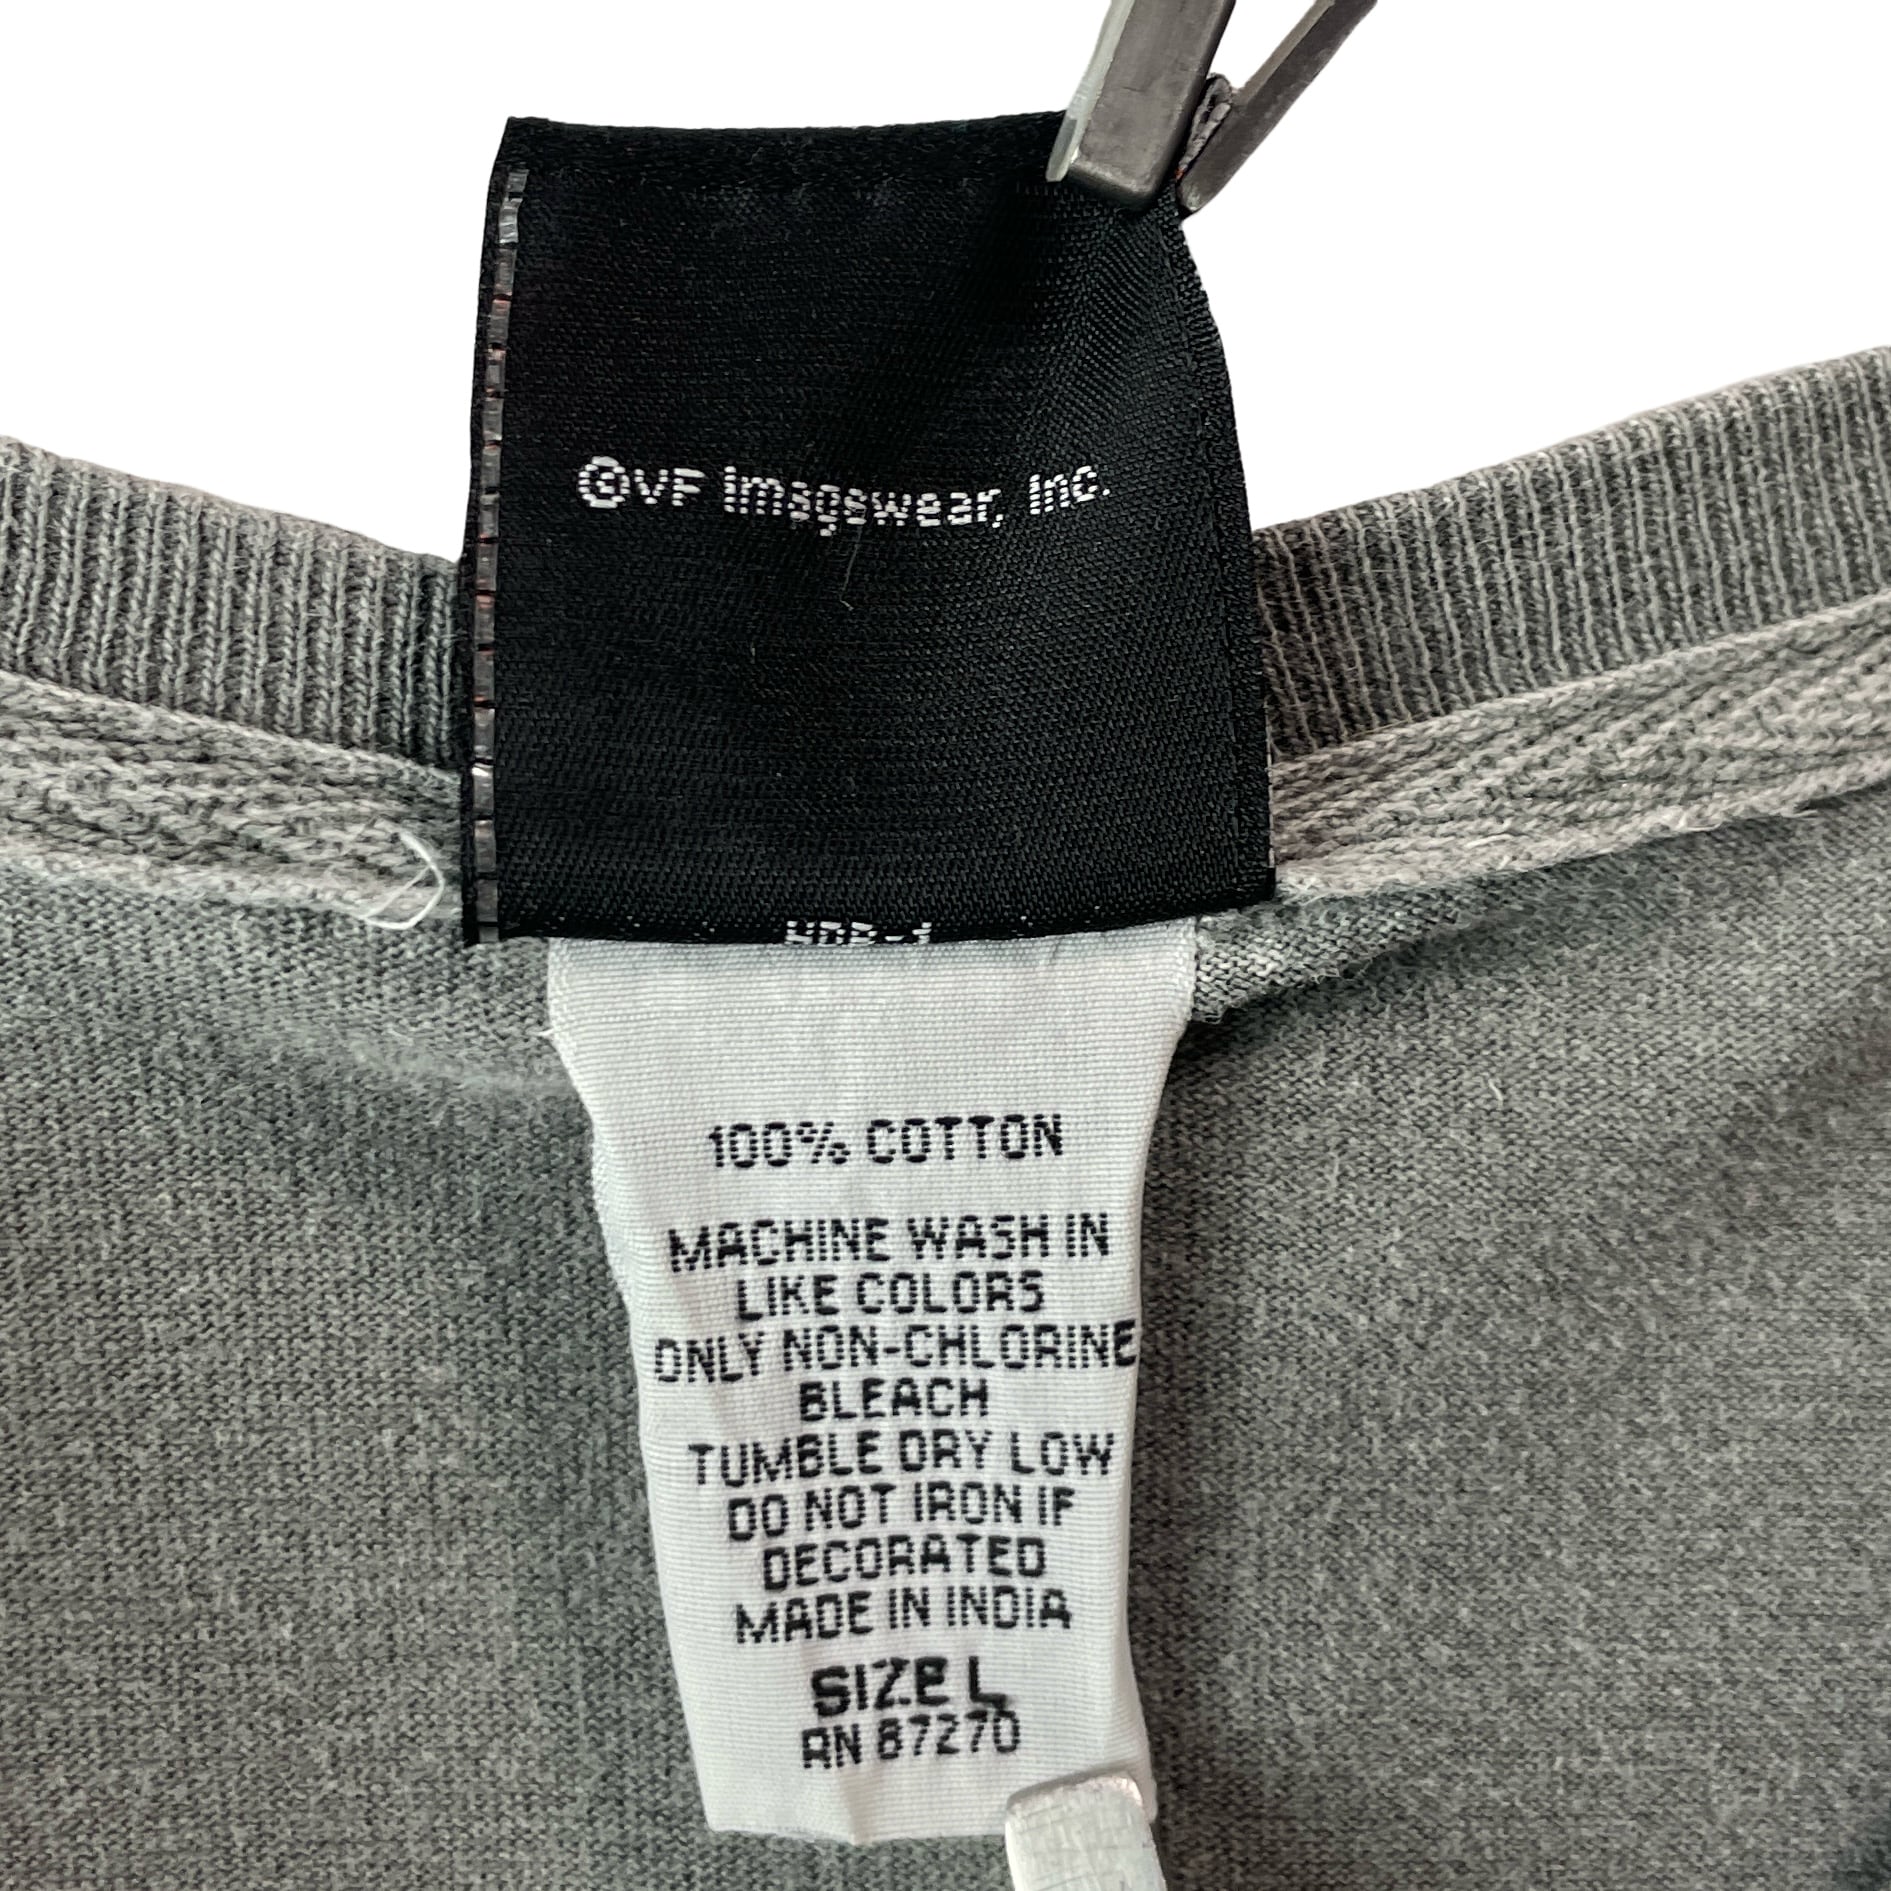 ©VF Imagewear, Inc.
100% COTTON
MACHINE WASH IN
LIKE COLORS
ONLY NON-CHLORINE
BLEACH
TUMBLE DRY LOW
DO NOT IRON IF
DECORATED
MADE IN INDIA
SIZE L
RN 87270